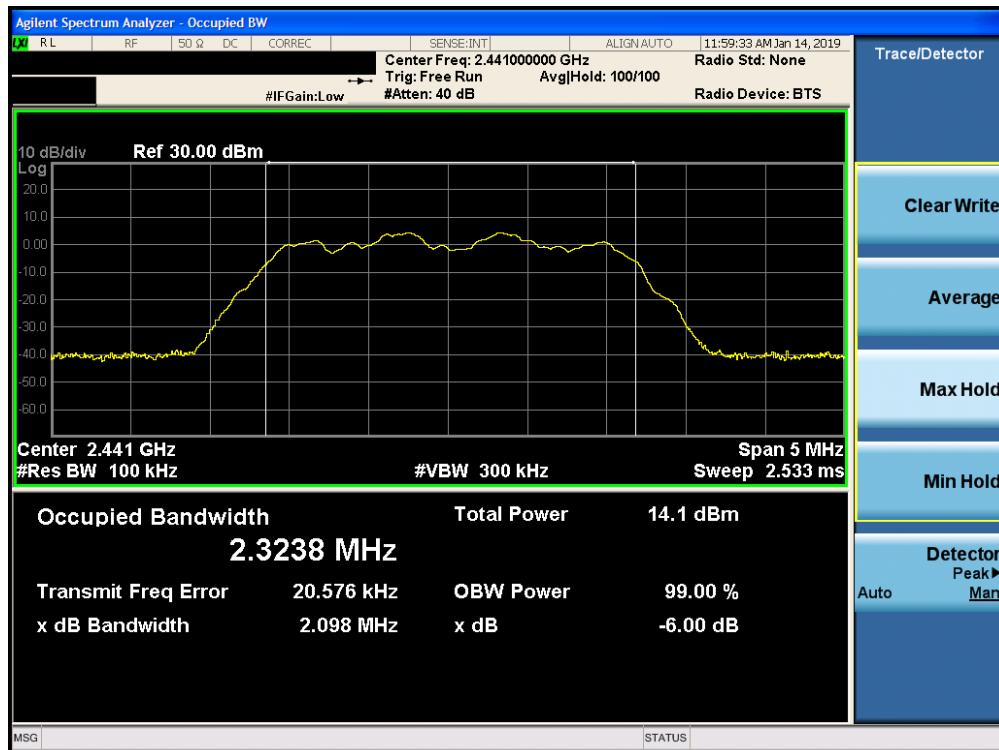 Agilent Spectrum Analyzer - Occupied BW
LXI RL RF 50 Ω DC CORREC SENSE:INT ALIGN AUTO 11:59:33 AM Jan 14, 2019
Center Freq: 2.441000000 GHz Radio Std: None
Trig: Free Run Avg|Hold: 100/100
#IFGain:Low #Atten: 40 dB Radio Device: BTS
10 dB/div Ref 30.00 dBm
Log
20.0
10.0
0.00
-10.0
-20.0
-30.0
-40.0
-50.0
-60.0
Center 2.441 GHz Span 5 MHz
#Res BW 100 kHz #VBW 300 kHz Sweep 2.533 ms
Occupied Bandwidth Total Power 14.1 dBm
2.3238 MHz
Transmit Freq Error 20.576 kHz OBW Power 99.00 %
x dB Bandwidth 2.098 MHz x dB -6.00 dB
MSG STATUS
Trace/Detector
Clear Write
Average
Max Hold
Min Hold
Detector
Peak▶
Auto Man